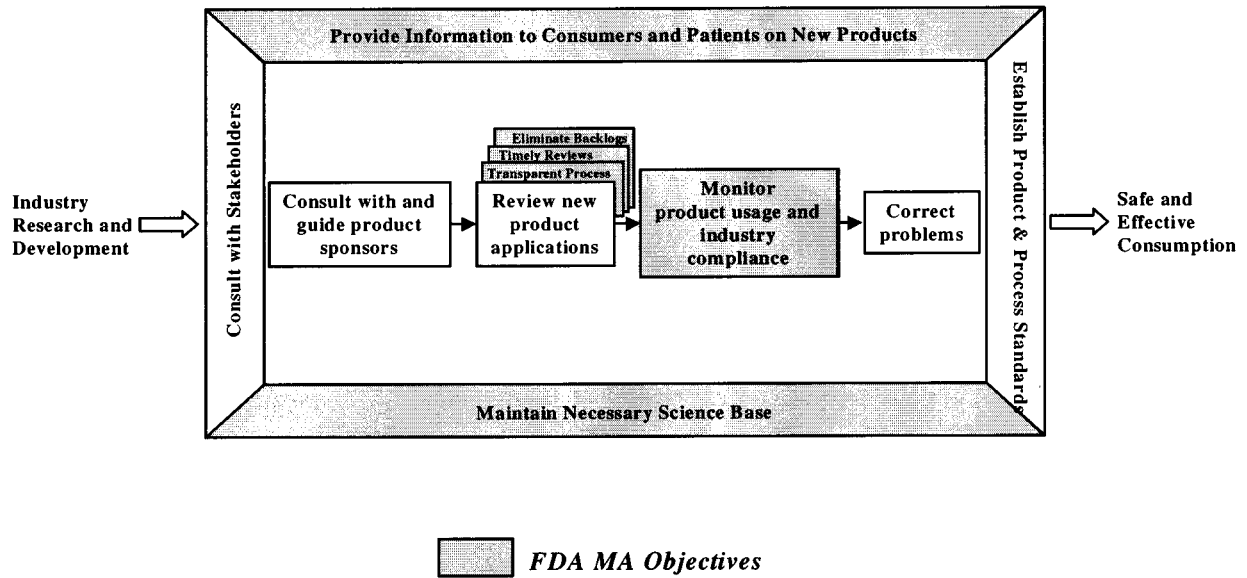 Provide Information to Consumers and Patients on New Products
Consult with Stakeholders
Establish Product & Process Standards
Industry
Research and
Development
Eliminate Backlogs
Timely Reviews
Transparent Process
Consult with and
guide product
sponsors
Review new
product
applications
Monitor
product usage and
industry
compliance
Correct
problems
Safe and
Effective
Consumption
Maintain Necessary Science Base
FDA MA Objectives